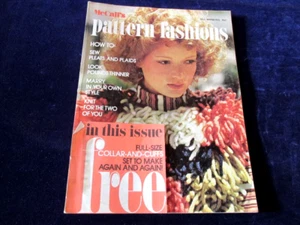 McCall's
pattern fashions
HOW TO:
SEW
PLEATS AND PLAIDS
LOOK
POUNDS THINNER
MARRY
IN YOUR OWN
STYLE
KNIT
FOR THE TWO
OF YOU
in this issue
FULL-SIZE
COLLAR-AND-CUFFS
SET TO MAKE
AGAIN AND AGAIN!
free